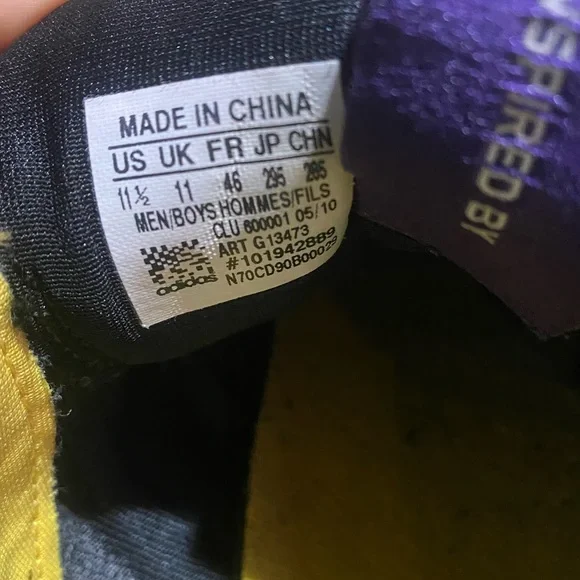 MADE IN CHINA
US UK FR JP CHN
11½ 11 46 295 285
MEN/BOYS HOMMES/FILS
CLU 600001 05/10
ART G13473
#101942889
adidas
N70CD90B00029
INSPIRED BY